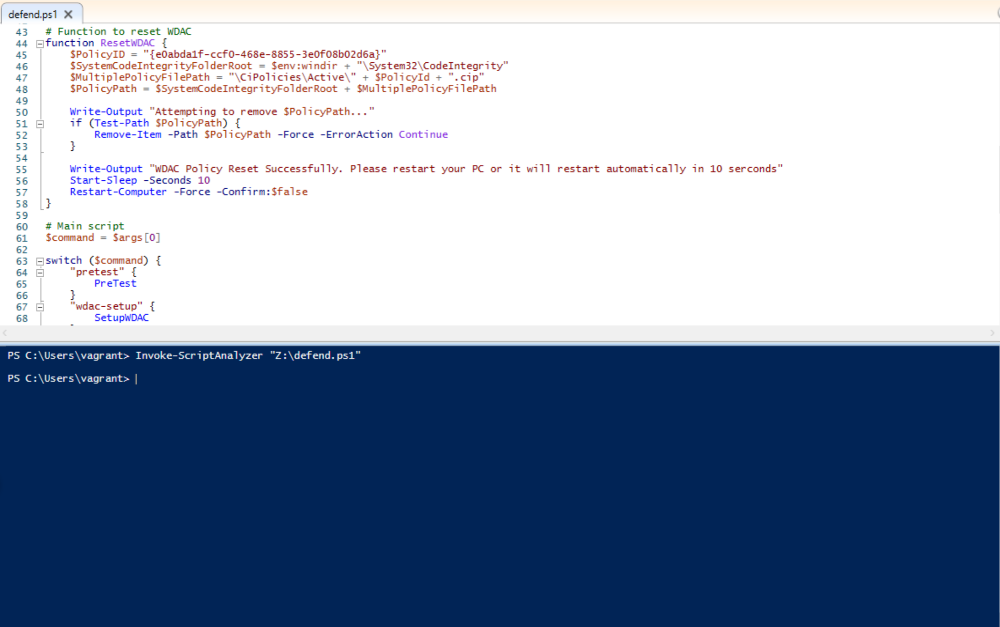 defend.ps1
43 # Function to reset WDAC
44 function ResetWDAC {
45 $PolicyID = "{e0abda1f-ccf0-468e-8855-3e0f08b02d6a}"
46 $SystemCodeIntegrityFolderRoot = $env:windir + "\System32\CodeIntegrity"
47 $MultiplePolicyFilePath = "\CiPolicies\Active\" + $PolicyId + ".cip"
48 $PolicyPath = $SystemCodeIntegrityFolderRoot + $MultiplePolicyFilePath
49
50 Write-Output "Attempting to remove $PolicyPath..."
51 if (Test-Path $PolicyPath) {
52 Remove-Item -Path $PolicyPath -Force -ErrorAction Continue
53 }
54
55 Write-Output "WDAC Policy Reset Successfully. Please restart your PC or it will restart automatically in 10 serconds"
56 Start-Sleep -Seconds 10
57 Restart-Computer -Force -Confirm:$false
58 }
59
60 # Main script
61 $command = $args[0]
62
63 switch ($command) {
64 "pretest" {
65 PreTest
66 }
67 "wdac-setup" {
68 SetupWDAC
PS C:\Users\vagrant> Invoke-ScriptAnalyzer "Z:\defend.ps1"
PS C:\Users\vagrant>